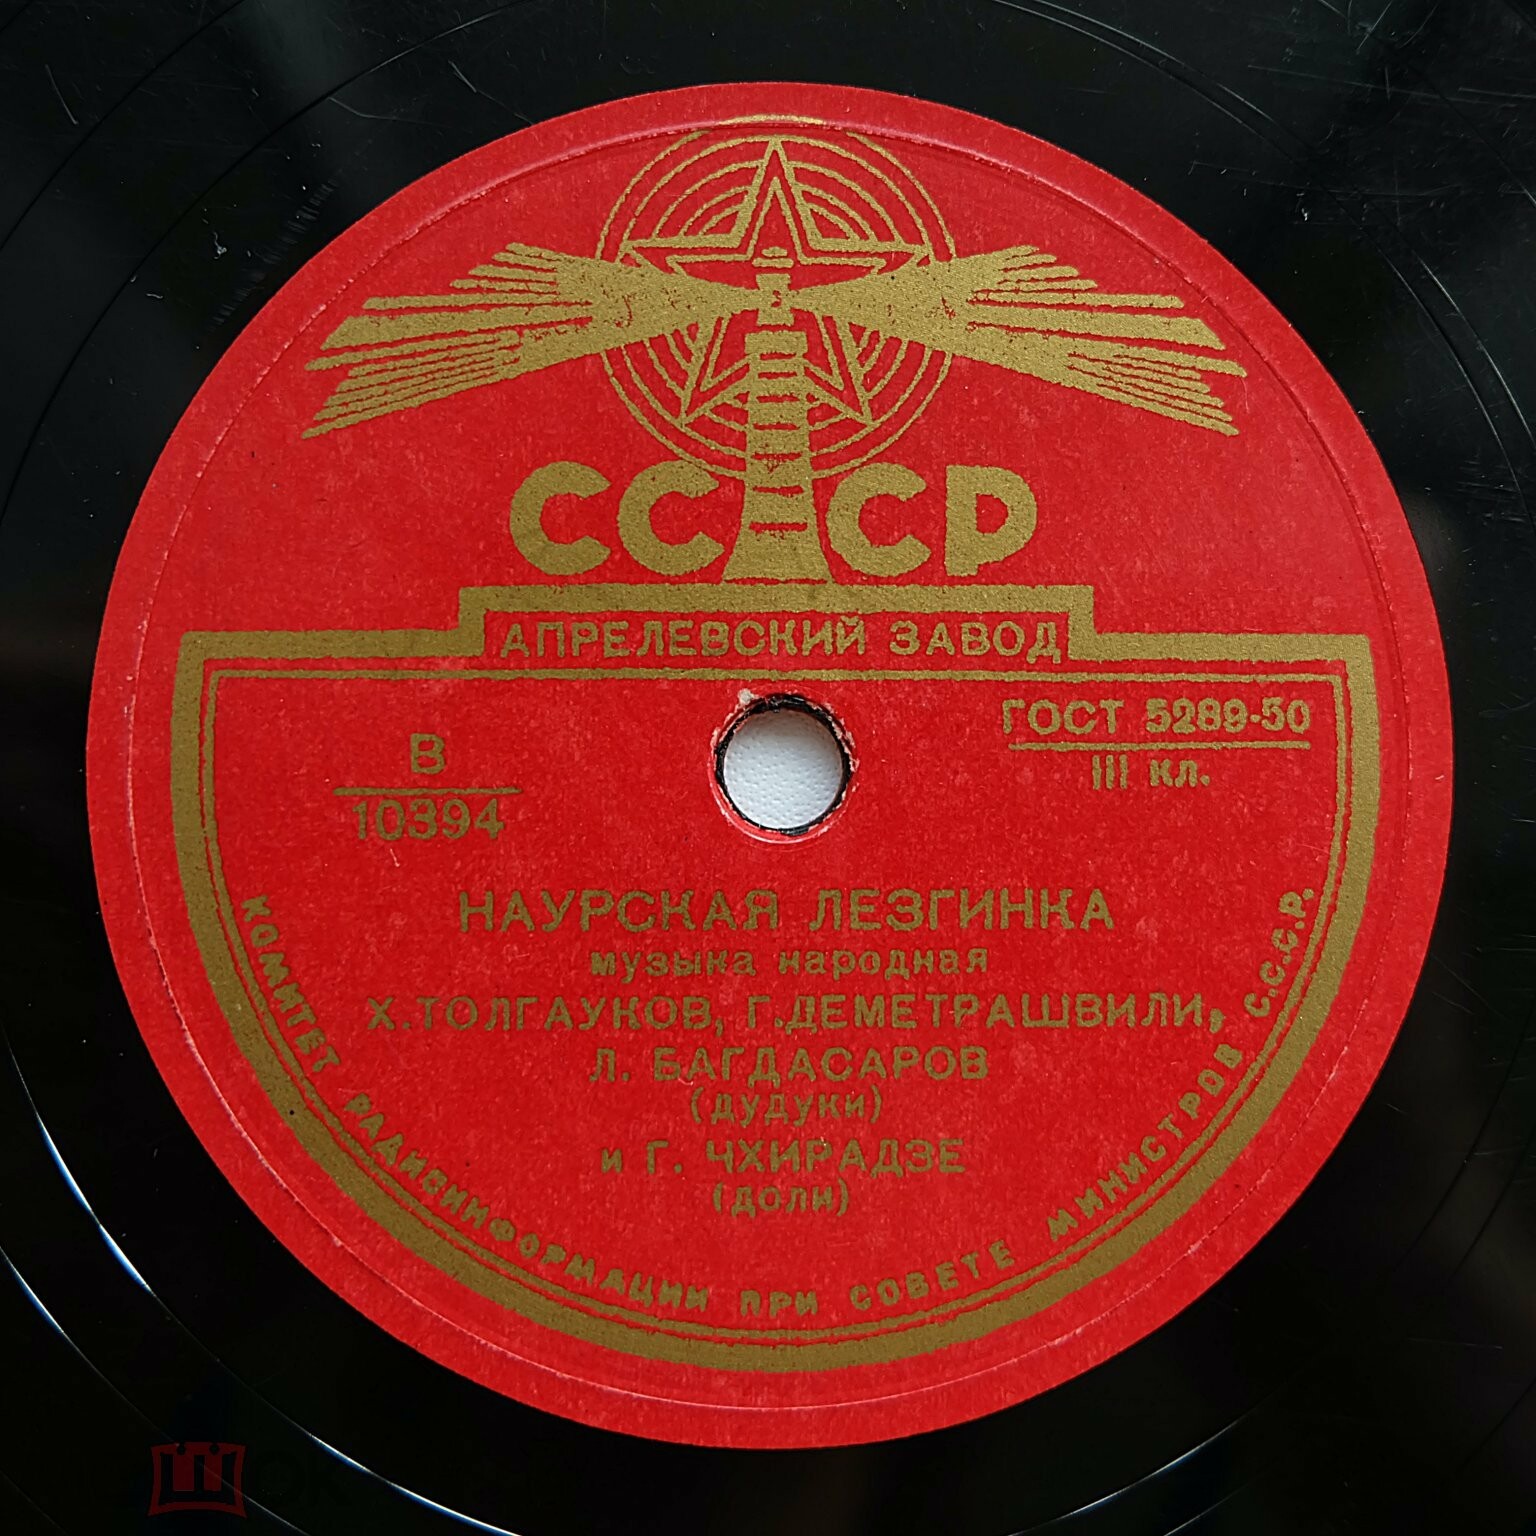 СССР
АПРЕЛЕВСКИЙ ЗАВОД
ГОСТ 5289-50
III кл.
В
10394
НАУРСКАЯ ЛЕЗГИНКА
музыка народная
Х.ТОЛГАУКОВ, Г.ДЕМЕТРАШВИЛИ,
Л. БАГДАСАРОВ
(дудуки)
и Г. ЧХИРАДЗЕ
(доли)
КОМИТЕТ РАДИОИНФОРМАЦИИ ПРИ СОВЕТЕ МИНИСТРОВ С.С.С.Р.